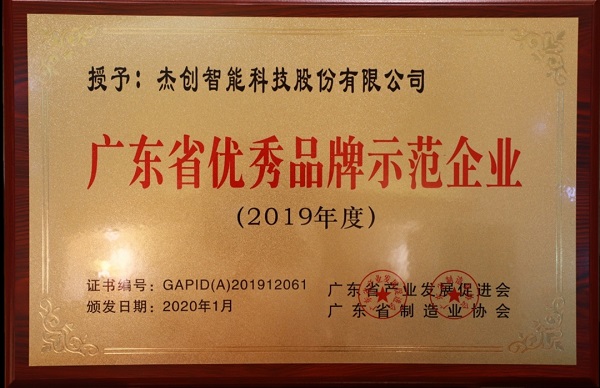 授予：杰创智能科技股份有限公司
广东省优秀品牌示范企业
(2019年度)
证书编号：GAPID(A)201912061
颁发日期：2020年1月
广东省产业发展促进会
广东省制造业协会